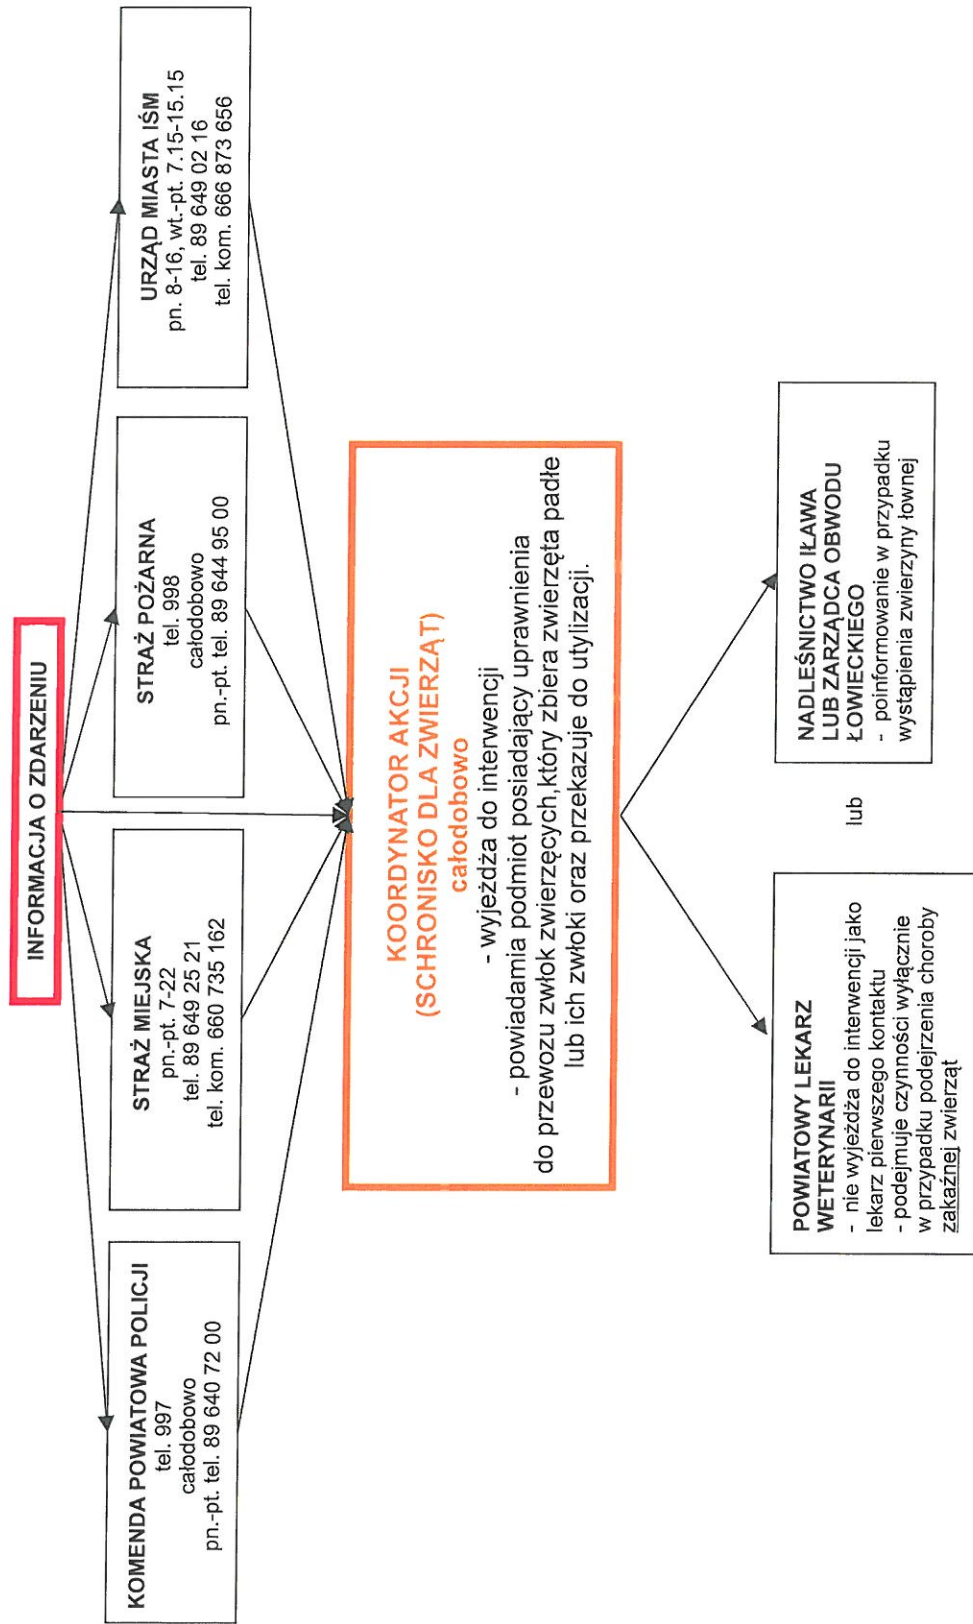 INFORMACJA O ZDARZENIU
KOMENDA POWIATOWA POLICJI
tel. 997
całodobowo
pn.-pt. tel. 89 640 72 00
STRAŻ MIEJSKA
pn.-pt. 7-22
tel. 89 649 25 21
tel. kom. 660 735 162
STRAŻ POŻARNA
tel. 998
całodobowo
pn.-pt. tel. 89 644 95 00
URZĄD MIASTA IŚM
pn. 8-16, wt.-pt. 7.15-15.15
tel. 89 649 02 16
tel. kom. 666 873 656
KOORDYNATOR AKCJI
(SCHRONISKO DLA ZWIERZĄT)
całodobowo
- wyjeżdża do interwencji
- powiadamia podmiot posiadający uprawnienia
do przewozu zwłok zwierzęcych,który zbiera zwierzęta padłe
lub ich zwłoki oraz przekazuje do utylizacji.
POWIATOWY LEKARZ
WETERYNARII
- nie wyjeżdża do interwencji jako
lekarz pierwszego kontaktu
- podejmuje czynności wyłącznie
w przypadku podejrzenia choroby
zakaźnej zwierząt
lub
NADLEŚNICTWO IŁAWA
LUB ZARZĄDCA OBWODU
ŁOWIECKIEGO
- poinformowanie w przypadku
wystąpienia zwierzyny łownej